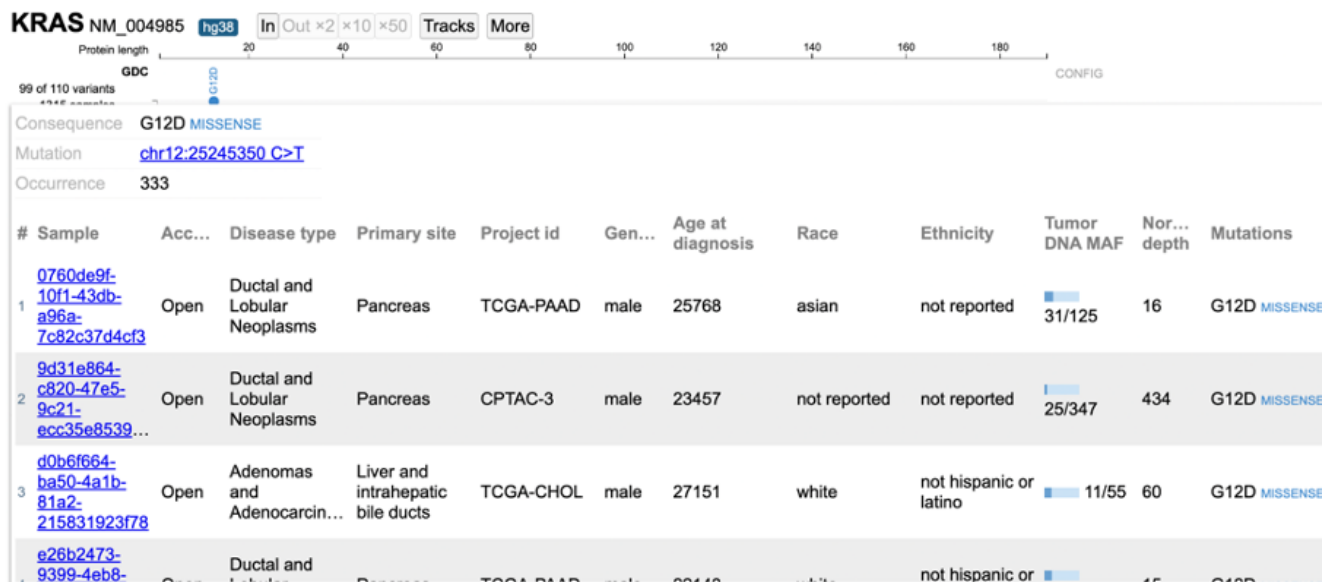 KRAS NM_004985 hg38 In Out ×2 ×10 ×50 Tracks More
Protein length 20 40 60 80 100 120 140 160 180
GDC CONFIG
G12D
99 of 110 variants
Consequence G12D MISSENSE
Mutation chr12:25245350 C>T
Occurrence 333
# Sample Acc... Disease type Primary site Project id Gen... Age at diagnosis Race Ethnicity Tumor DNA MAF Nor... depth Mutations
1 0760de9f-10f1-43db-a96a-7c82c37d4cf3 Open Ductal and Lobular Neoplasms Pancreas TCGA-PAAD male 25768 asian not reported 31/125 16 G12D MISSENSE
2 9d31e864-c820-47e5-9c21-ecc35e8539... Open Ductal and Lobular Neoplasms Pancreas CPTAC-3 male 23457 not reported not reported 25/347 434 G12D MISSENSE
3 d0b6f664-ba50-4a1b-81a2-215831923f78 Open Adenomas and Adenocarcin... Liver and intrahepatic bile ducts TCGA-CHOL male 27151 white not hispanic or latino 11/55 60 G12D MISSENSE
e26b2473-9399-4eb8- Ductal and not hispanic or